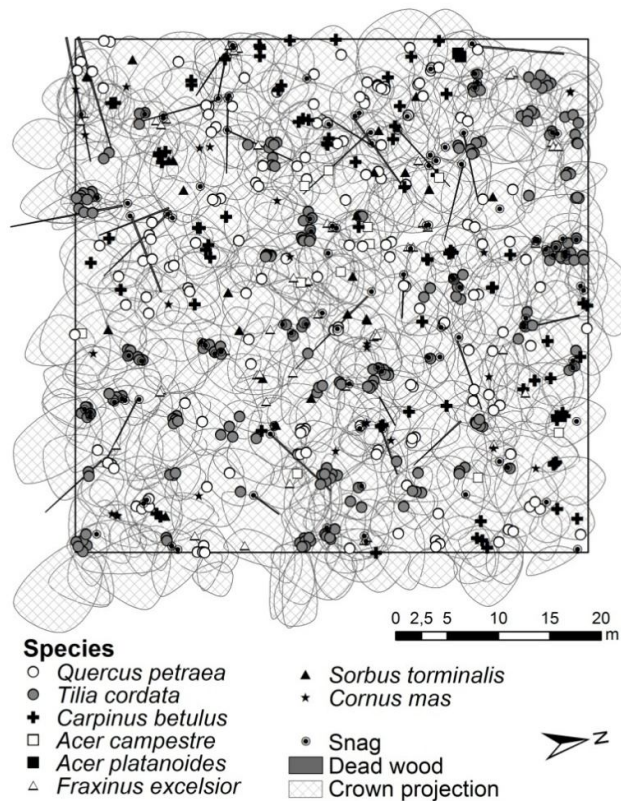 0 2,5 5 10 15 20
m
Species
Quercus petraea
Tilia cordata
Carpinus betulus
Acer campestre
Acer platanoides
Fraxinus excelsior
Sorbus torminalis
Cornus mas
Snag
Dead wood
Crown projection
N